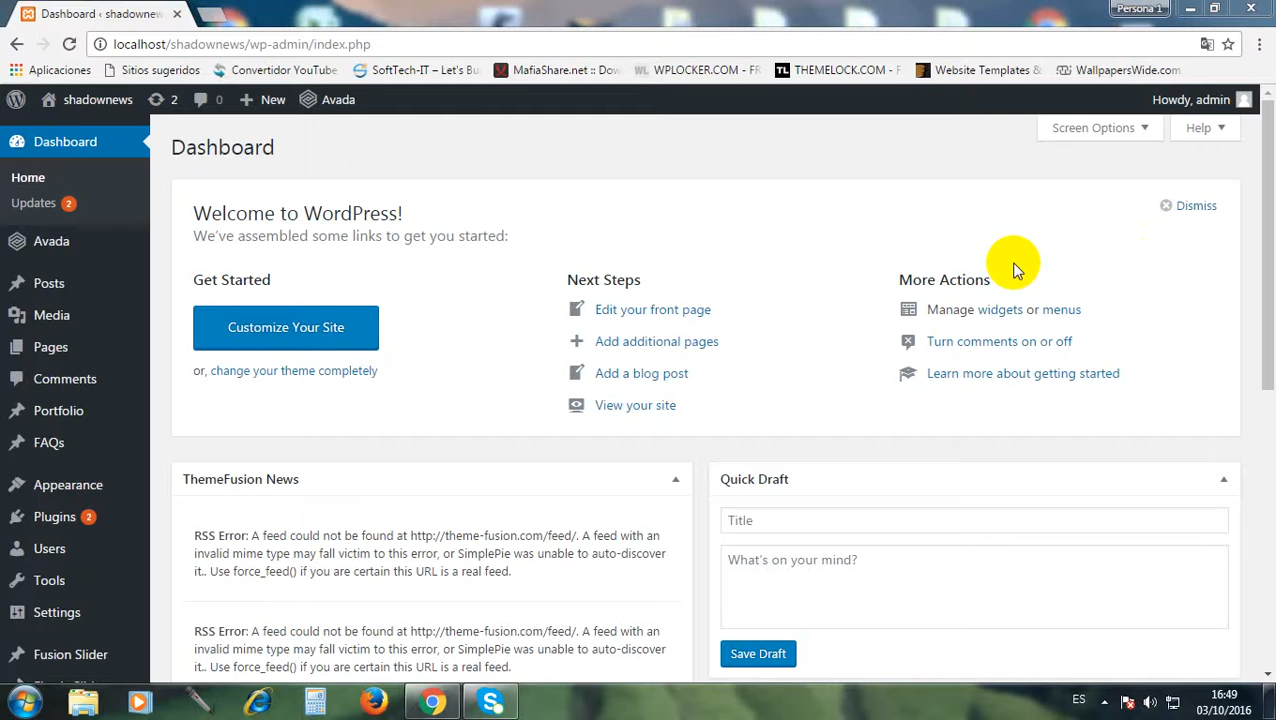 Dashboard ‹ shadownews
Persona 1
localhost/shadownews/wp-admin/index.php
Aplicacio
Sitios sugeridos
Convertidor YouTube
SoftTech-IT – Let's Bu
MafiaShare.net :: Dow
WL WPLOCKER.COM - FR
TL THEMELOCK.COM - F
Website Templates &
WallpapersWide.com
shadownews
2
0
New
Avada
Howdy, admin
Dashboard
Home
Updates 2
Avada
Posts
Media
Pages
Comments
Portfolio
FAQs
Appearance
Plugins 2
Users
Tools
Settings
Fusion Slider
Dashboard
Screen Options
Help
Welcome to WordPress!
Dismiss
We've assembled some links to get you started:
Get Started
Customize Your Site
or, change your theme completely
Next Steps
Edit your front page
Add additional pages
Add a blog post
View your site
More Actions
Manage widgets or menus
Turn comments on or off
Learn more about getting started
ThemeFusion News
RSS Error: A feed could not be found at http://theme-fusion.com/feed/. A feed with an
invalid mime type may fall victim to this error, or SimplePie was unable to auto-discover
it.. Use force_feed() if you are certain this URL is a real feed.
RSS Error: A feed could not be found at http://theme-fusion.com/feed/. A feed with an
invalid mime type may fall victim to this error, or SimplePie was unable to auto-discover
it.. Use force_feed() if you are certain this URL is a real feed.
Quick Draft
Title
What's on your mind?
Save Draft
ES
16:49
03/10/2016